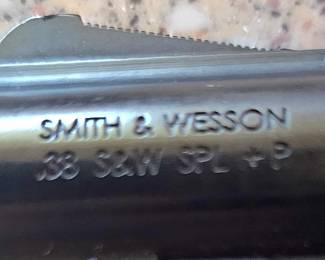 SMITH & WESSON
.38 S&W SPL + P